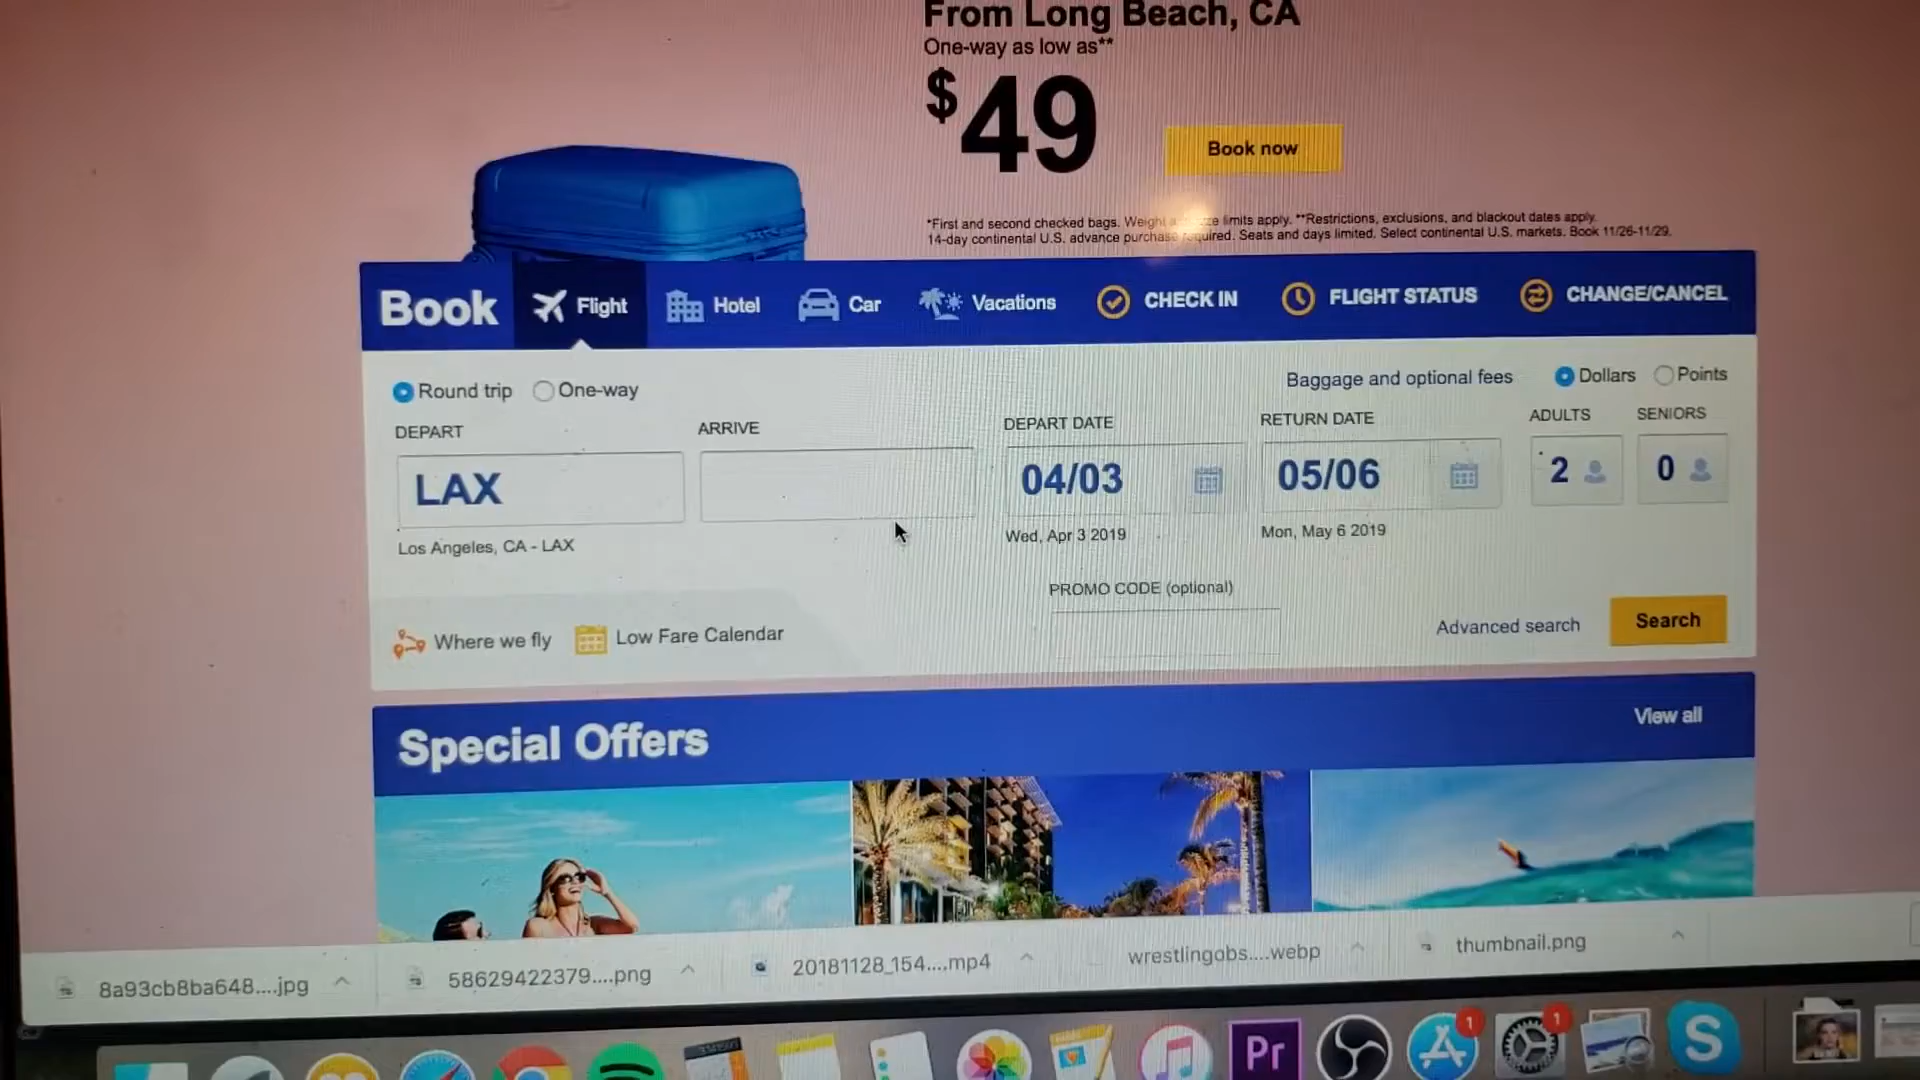 From Long Beach, CA
One-way as low as**
$49
Book now
*First and second checked bags. Weight limits apply. **Restrictions, exclusions, and blackout dates apply.
14-day continental U.S. advance purchase required. Seats and days limited. Select continental U.S. markets. Book 11/26-11/29.
Book Flight Hotel Car Vacations CHECK IN FLIGHT STATUS CHANGE/CANCEL
Round trip One-way Baggage and optional fees Dollars Points
DEPART ARRIVE DEPART DATE RETURN DATE ADULTS SENIORS
LAX 04/03 05/06 2 0
Los Angeles, CA - LAX Wed, Apr 3 2019 Mon, May 6 2019
PROMO CODE (optional)
Where we fly Low Fare Calendar Advanced search Search
Special Offers View all
8a93cb8ba648....jpg 58629422379....png 20181128_154....mp4 wrestlingobs....webp thumbnail.png
Pr 1 1 S